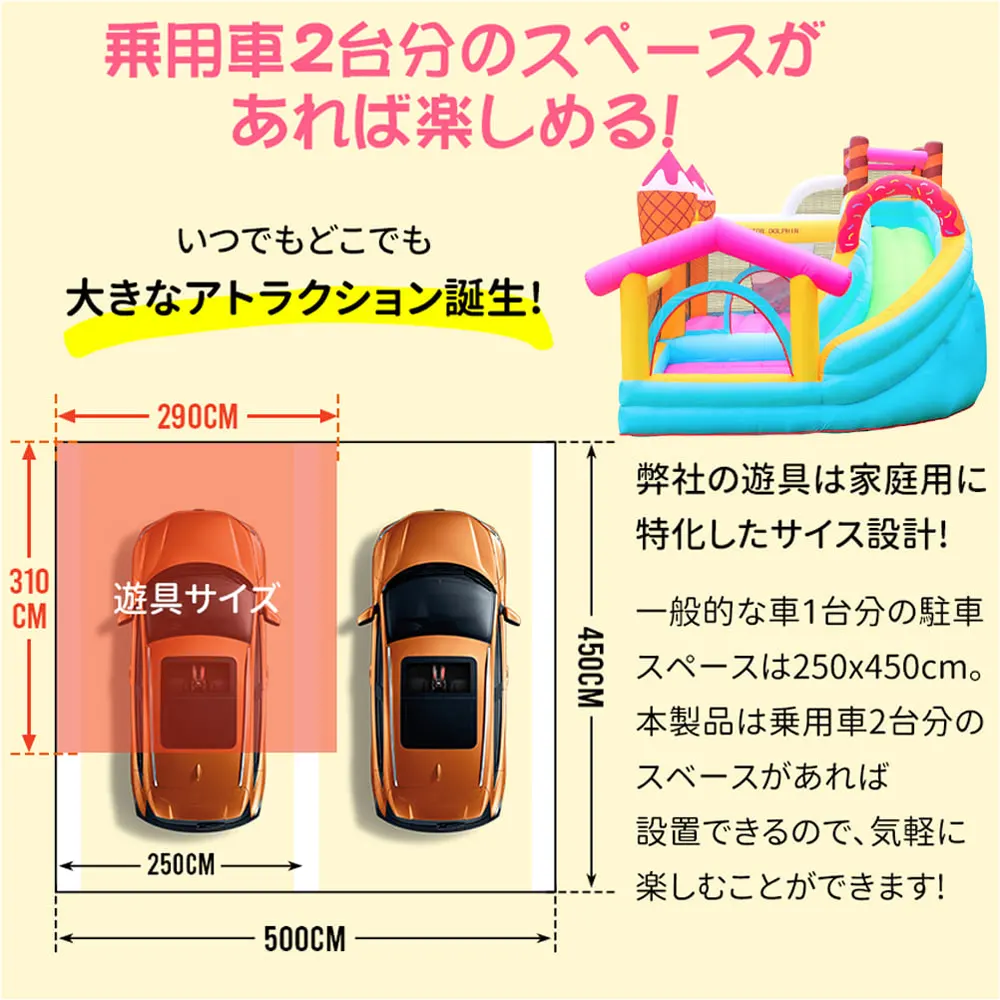 乗用車2台分のスペースが
あれば楽しめる!
いつでもどこでも
大きなアトラクション誕生!
DOLPHIN
290CM
310
CM
遊具サイズ
450CM
250CM
500CM
弊社の遊具は家庭用に
特化したサイズ設計!
一般的な車1台分の駐車
スペースは250x450cm。
本製品は乗用車2台分の
スペースがあれば
設置できるので、気軽に
楽しむことができます!